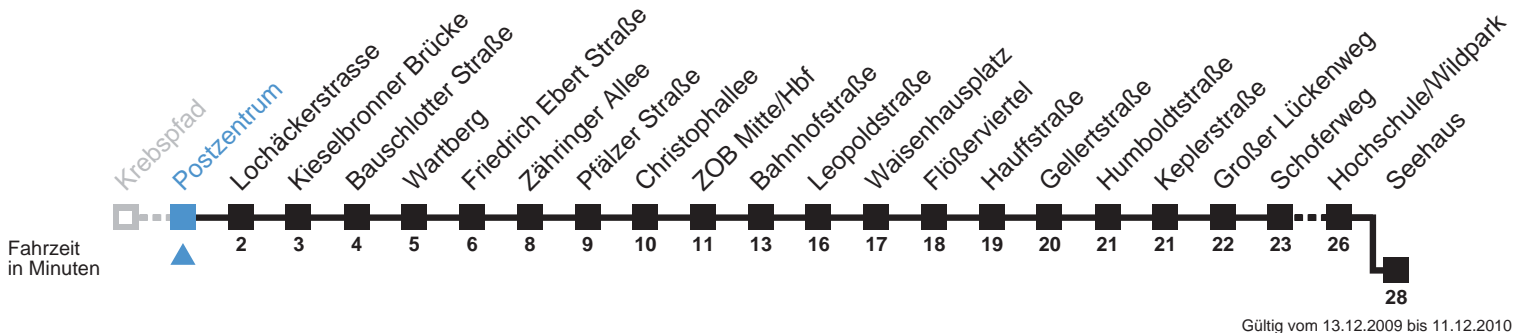 Krebspfad
Postzentrum
Lochäckerstrasse
Kieselbronner Brücke
Bauschlotter Straße
Wartberg
Friedrich Ebert Straße
Zähringer Allee
Pfälzer Straße
Christophallee
ZOB Mitte/Hbf
Bahnhofstraße
Leopoldstraße
Waisenhausplatz
Flößerviertel
Hauffstraße
Gellertstraße
Humboldtstraße
Keplerstraße
Großer Lückenweg
Schoferweg
Hochschule/Wildpark
Seehaus
Fahrzeit
in Minuten
2 3 4 5 6 8 9 10 11 13 16 17 18 19 20 21 21 22 23 26
28
Gültig vom 13.12.2009 bis 11.12.2010